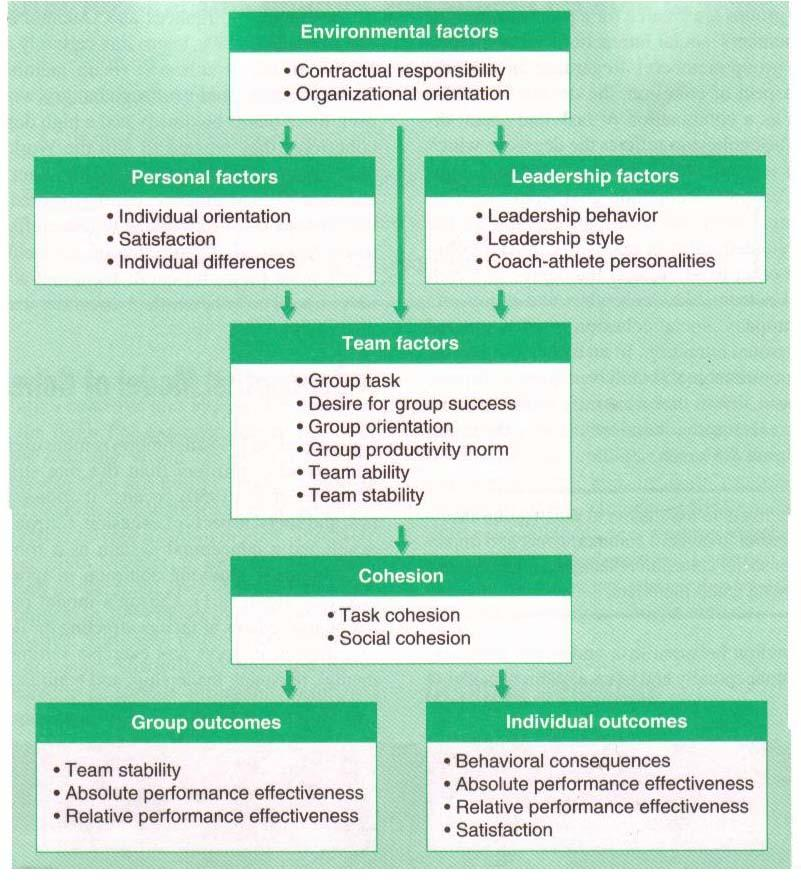 Environmental factors
• Contractual responsibility
• Organizational orientation
Personal factors
• Individual orientation
• Satisfaction
• Individual differences
Leadership factors
• Leadership behavior
• Leadership style
• Coach-athlete personalities
Team factors
• Group task
• Desire for group success
• Group orientation
• Group productivity norm
• Team ability
• Team stability
Cohesion
• Task cohesion
• Social cohesion
Group outcomes
• Team stability
• Absolute performance effectiveness
• Relative performance effectiveness
Individual outcomes
• Behavioral consequences
• Absolute performance effectiveness
• Relative performance effectiveness
• Satisfaction